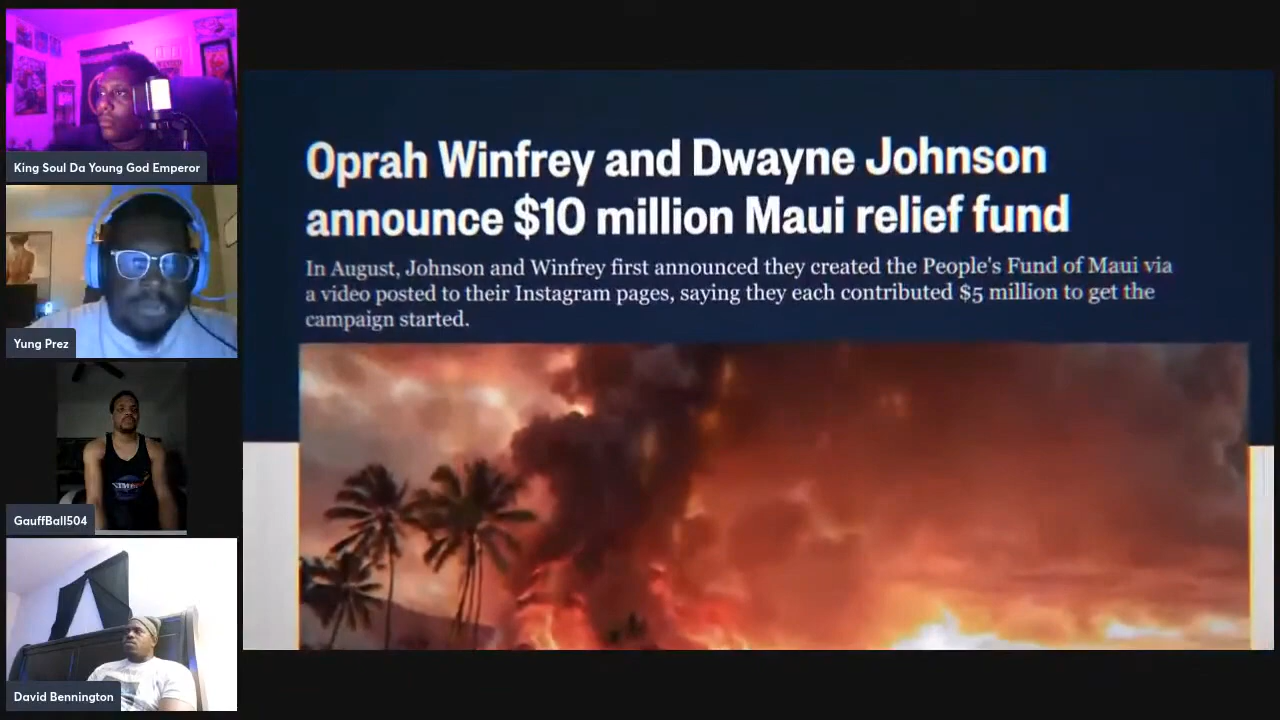 King Soul Da Young God Emperor
Yung Prez
GauffBall504
David Bennington
Oprah Winfrey and Dwayne Johnson
announce $10 million Maui relief fund
In August, Johnson and Winfrey first announced they created the People's Fund of Maui via
a video posted to their Instagram pages, saying they each contributed $5 million to get the
campaign started.